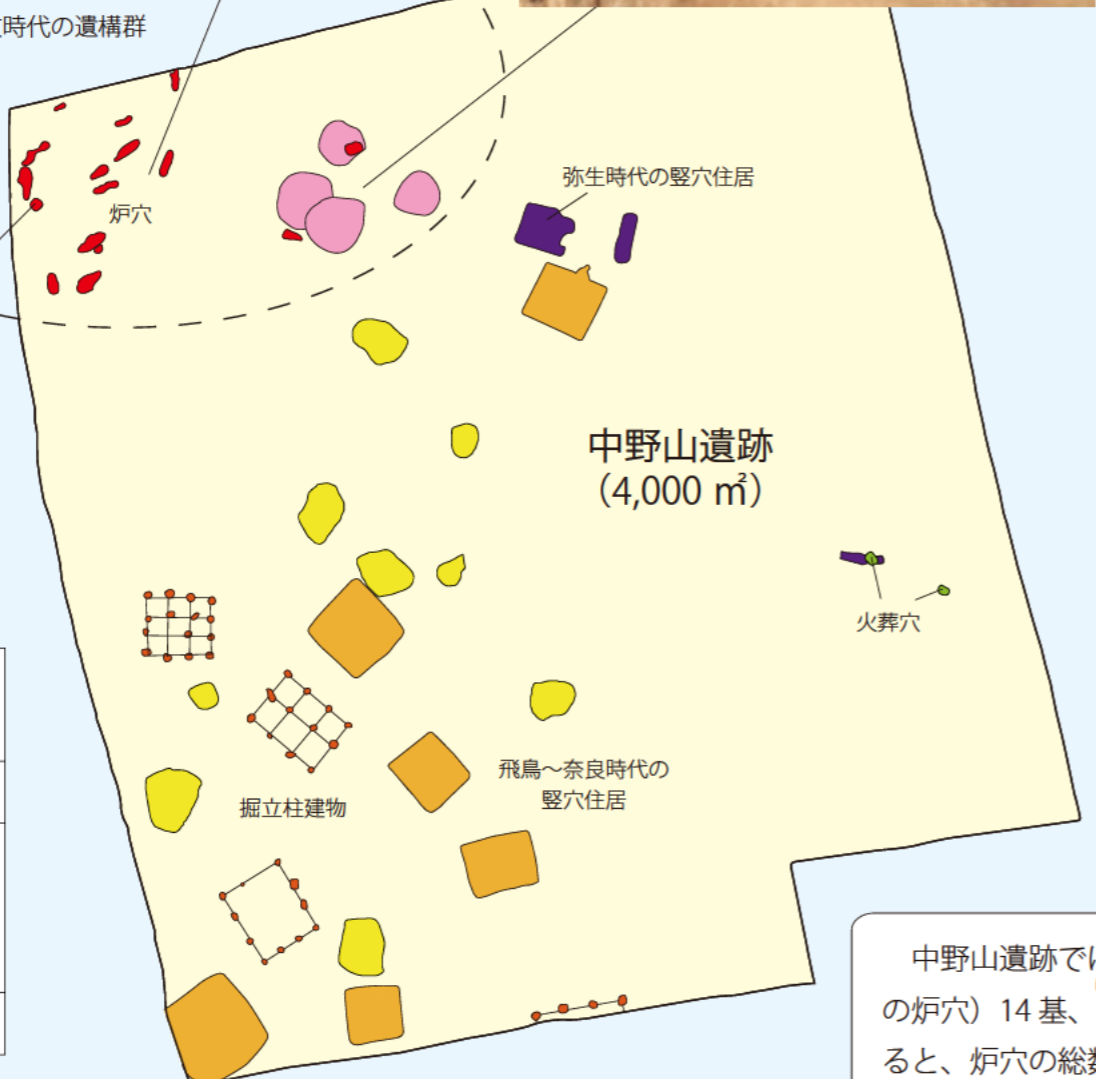 時代の遺構群
炉穴
弥生時代の竪穴住居
中野山遺跡
(4,000 ㎡)
火葬穴
飛鳥~奈良時代の
竪穴住居
掘立柱建物
中野山遺跡で
の炉穴)14 基、
ると、炉穴の総数